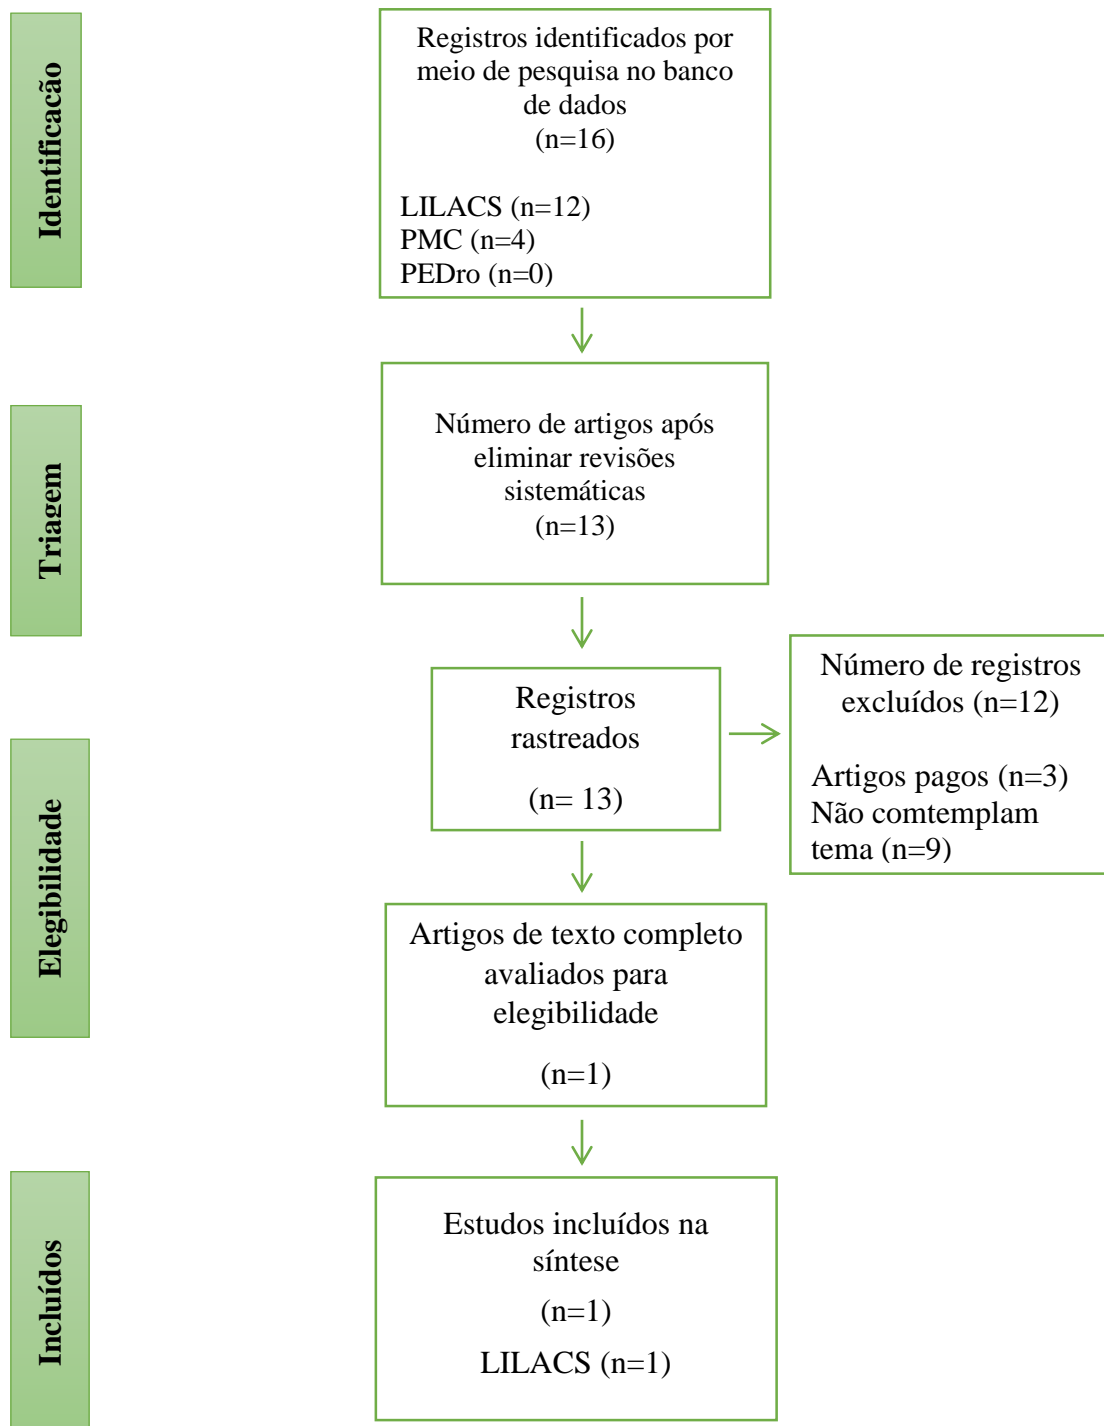 Identificação
Registros identificados por
meio de pesquisa no banco
de dados
(n=16)
LILACS (n=12)
PMC (n=4)
PEDro (n=0)
Triagem
Número de artigos após
eliminar revisões
sistemáticas
(n=13)
Registros
rastreados
(n= 13)
Número de registros
excluídos (n=12)
Artigos pagos (n=3)
Não comtemplam
tema (n=9)
Elegibilidade
Artigos de texto completo
avaliados para
elegibilidade
(n=1)
Incluídos
Estudos incluídos na
síntese
(n=1)
LILACS (n=1)